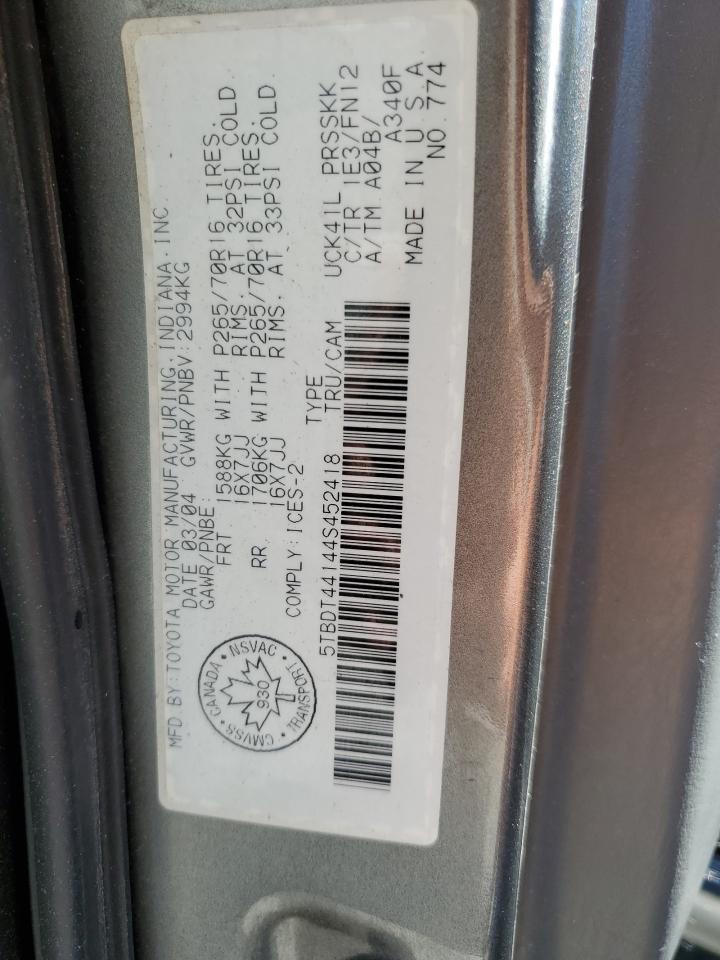 MFD. BY: TOYOTA MOTOR MANUFACTURING, INDIANA, INC
DATE 03/04 GVWR/PNBV: 2994KG
GAWR/PNBE:
FRT 1588KG WITH P265/70R16 TIRES.
16X7JJ RIMS. AT 32PSI COLD.
RR 1706KG WITH P265/70R16 TIRES.
16X7JJ RIMS. AT 33PSI COLD.
COMPLY: ICES-2
TYPE
5TBDT44144S452418 TRU/CAM
UCK41L PRSSKK
C/TR 1E3/FN12
A/TM A04B/
A340F
MADE IN U.S.A.
NO.774
CANADA · NSVAC
930
TRANSPORT
CMVSS